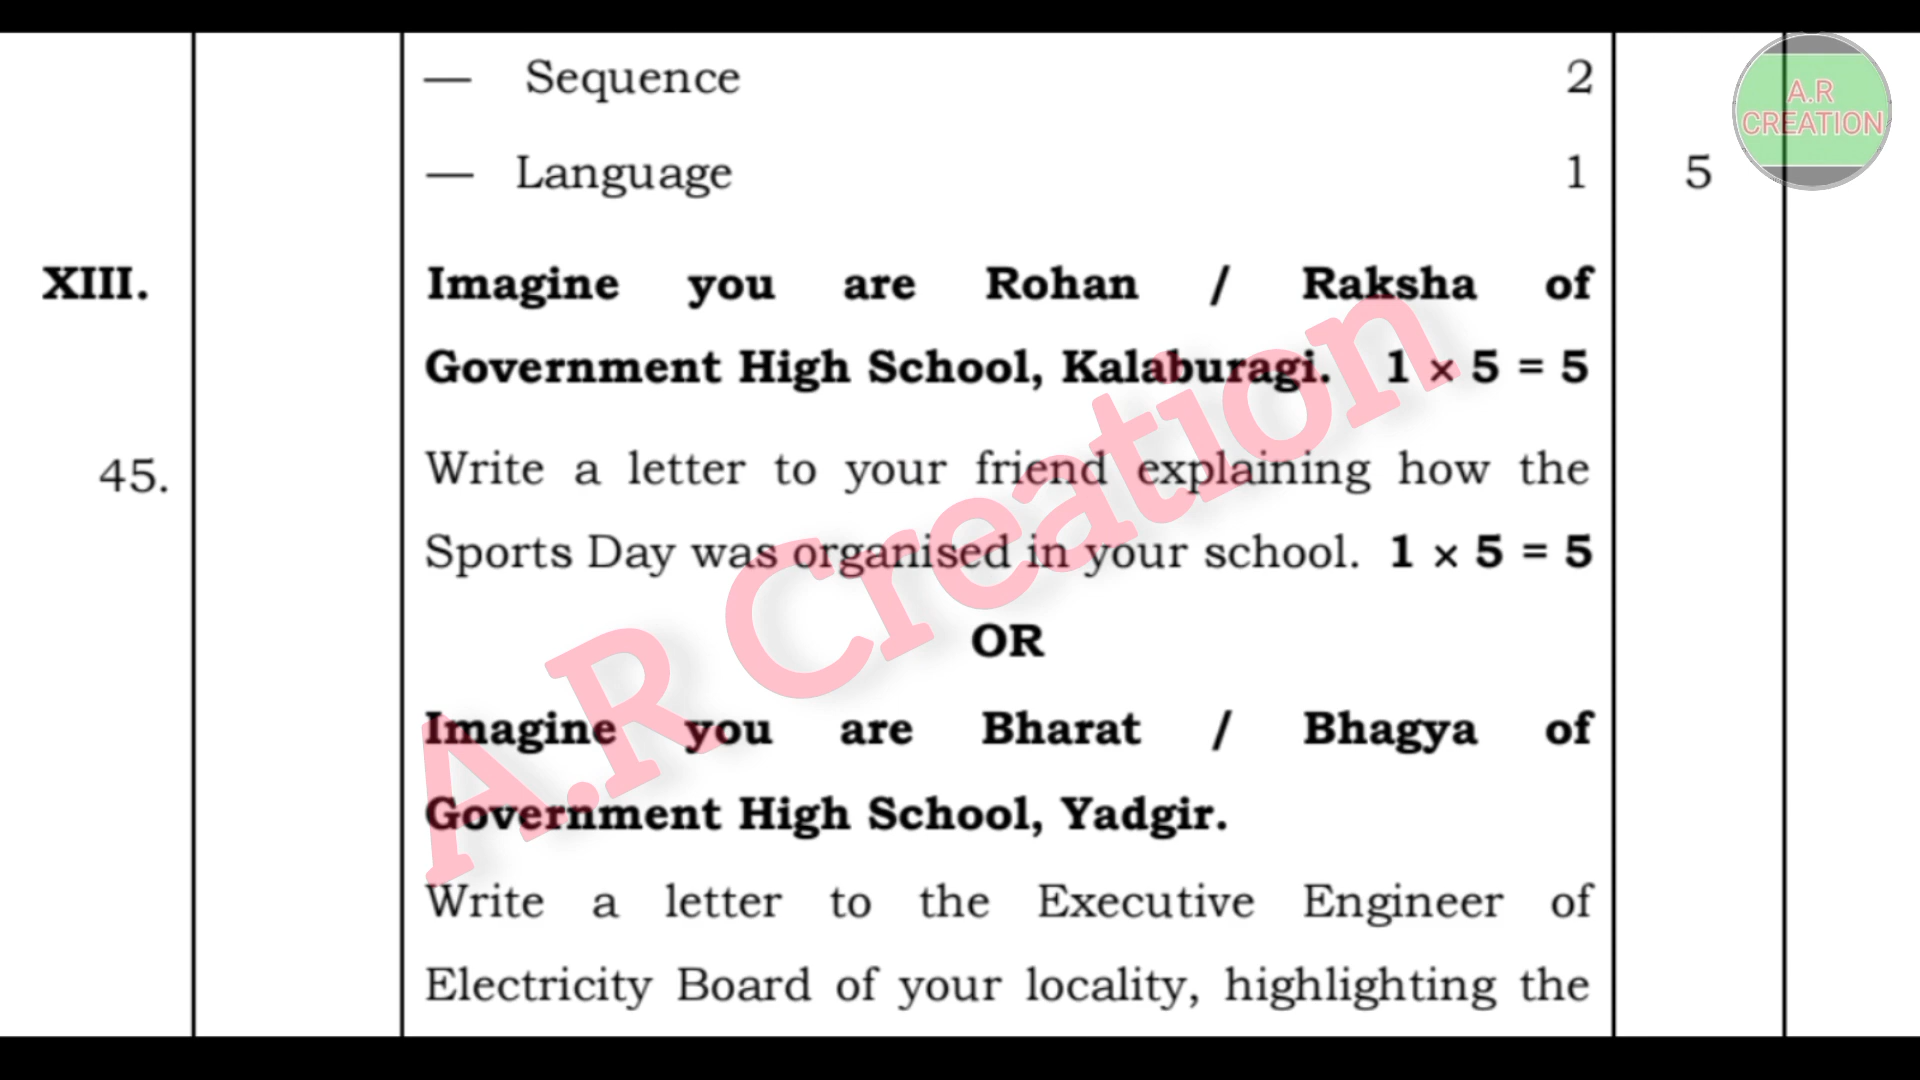 — Sequence 2
— Language 1 5
XIII. Imagine you are Rohan / Raksha of
Government High School, Kalaburagi. 1 × 5 = 5
45. Write a letter to your friend explaining how the
Sports Day was organised in your school. 1 × 5 = 5
OR
Imagine you are Bharat / Bhagya of
Government High School, Yadgir.
Write a letter to the Executive Engineer of
Electricity Board of your locality, highlighting the
A.R Creation
A.R
CREATION